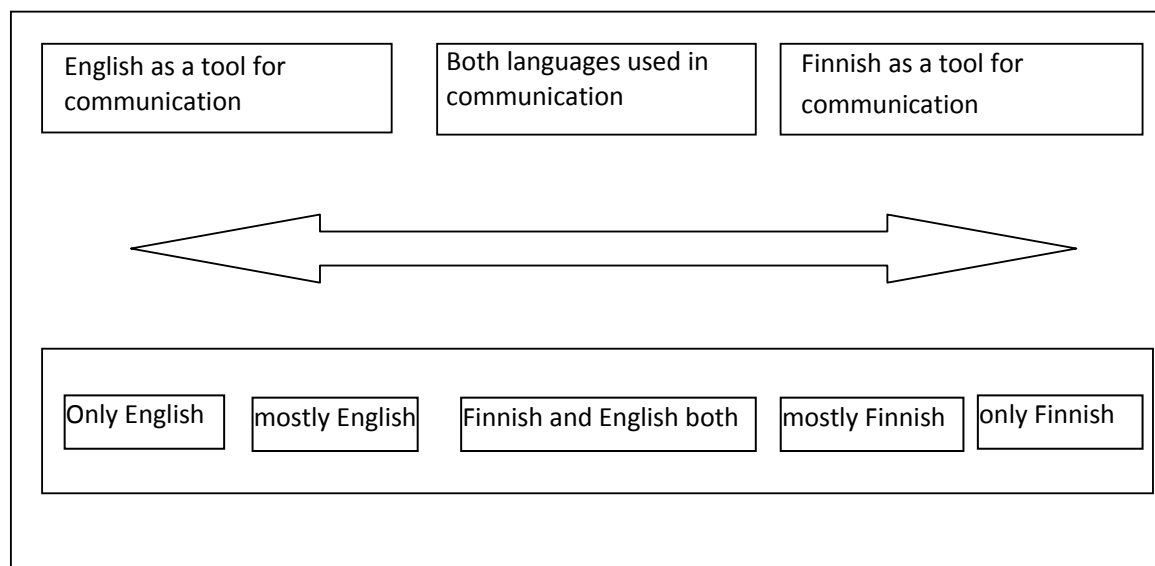 English as a tool for
communication
Both languages used in
communication
Finnish as a tool for
communication
Only English
mostly English
Finnish and English both
mostly Finnish
only Finnish